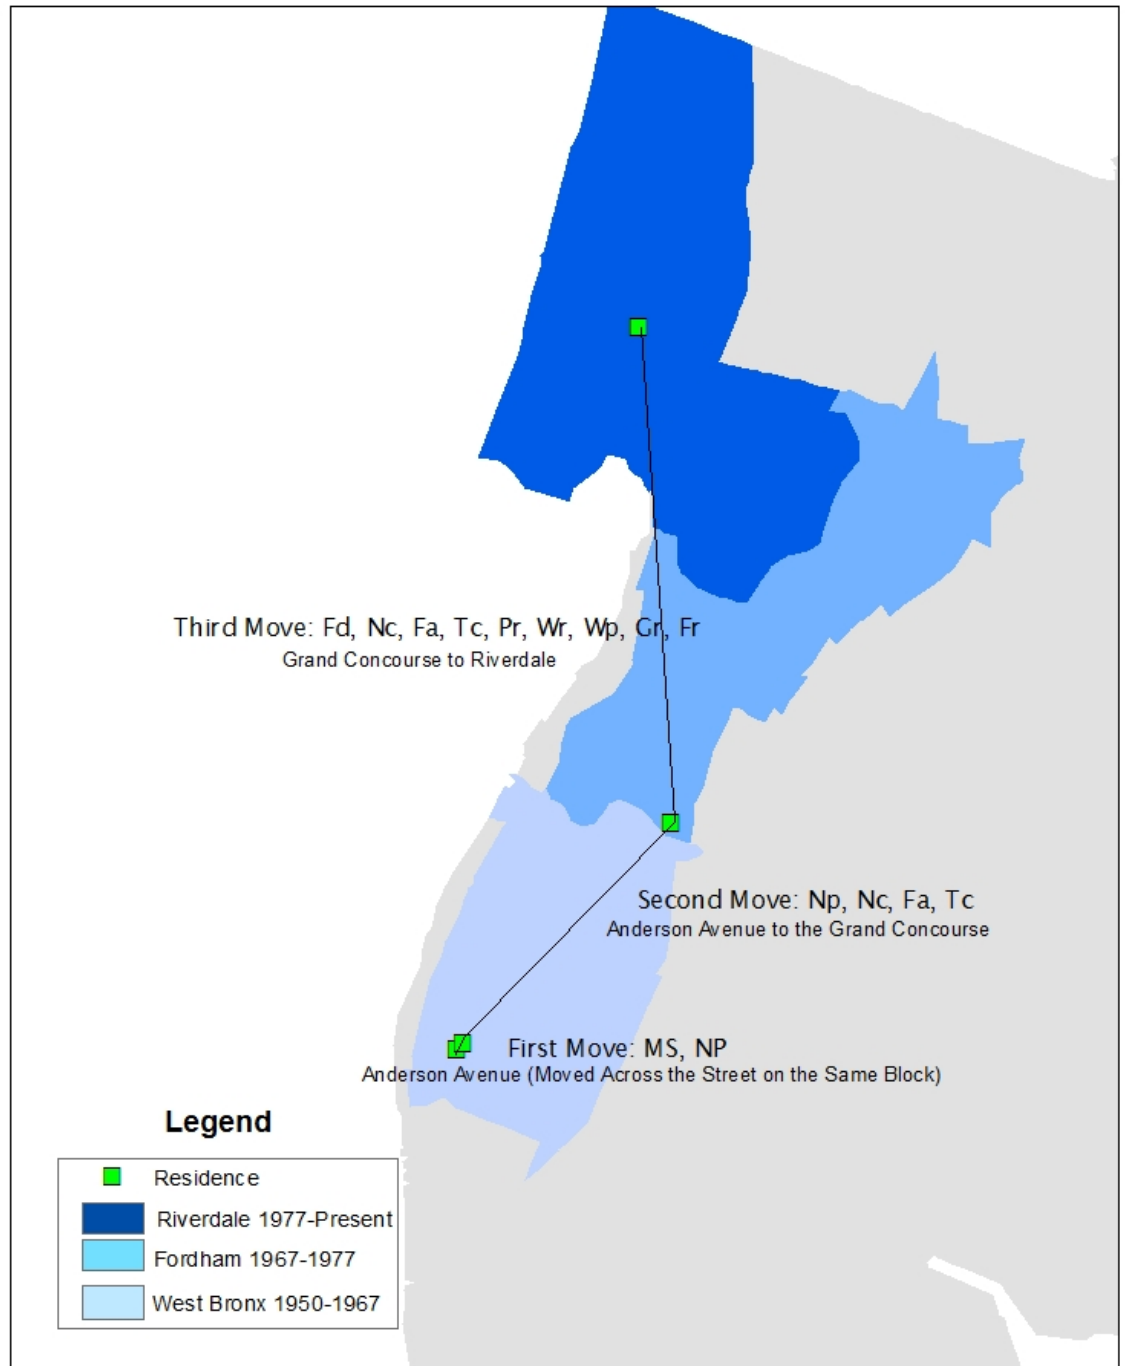 Third Move: Fd, Nc, Fa, Tc, Pr, Wr, Wp, Gr, Fr
Grand Concourse to Riverdale
Second Move: Np, Nc, Fa, Tc
Anderson Avenue to the Grand Concourse
First Move: MS, NP
Anderson Avenue (Moved Across the Street on the Same Block)
Legend
Residence
Riverdale 1977-Present
Fordham 1967-1977
West Bronx 1950-1967